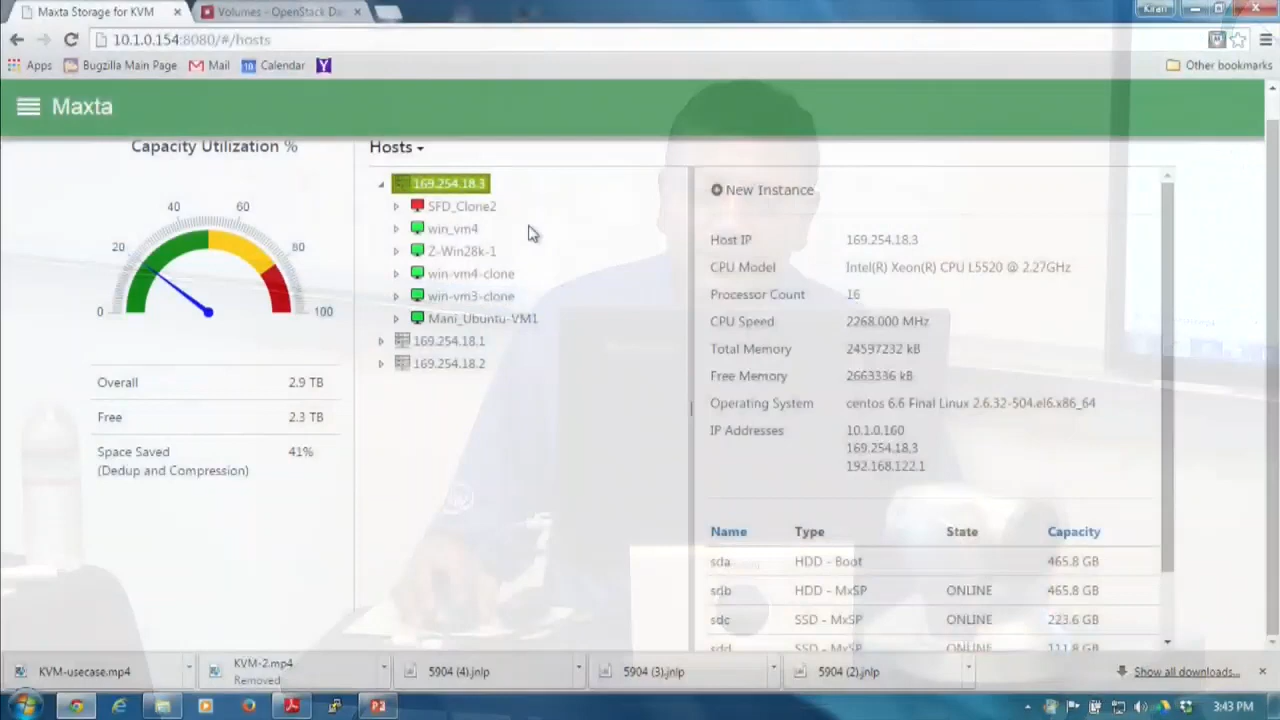 Maxta Storage for KVM
Volumes - OpenStack Da
Kiran
10.1.0.154:8080/#/hosts
Apps Bugzilla Main Page Mail Calendar Other bookmarks
Maxta
Capacity Utilization %
0 20 40 60 80 100
Overall 2.9 TB
Free 2.3 TB
Space Saved 41%
(Dedup and Compression)
Hosts
169.254.18.3
SFD_Clone2
win_vm4
Z-Win28k-1
win-vm4-clone
win-vm3-clone
Mani_Ubuntu-VM1
169.254.18.1
169.254.18.2
New Instance
Host IP 169.254.18.3
CPU Model Intel(R) Xeon(R) CPU L5520 @ 2.27GHz
Processor Count 16
CPU Speed 2268.000 MHz
Total Memory 24597232 kB
Free Memory 2663336 kB
Operating System centos 6.6 Final Linux 2.6.32-504.el6.x86_64
IP Addresses 10.1.0.160
169.254.18.3
192.168.122.1
Name Type State Capacity
sda HDD - Boot 465.8 GB
sdb HDD - MxSP ONLINE 465.8 GB
sdc SSD - MxSP ONLINE 223.6 GB
sdd SSD - MxSP ONLINE 111.8 GB
KVM-usecase.mp4
KVM-2.mp4
Removed
5904 (4).jnlp
5904 (3).jnlp
5904 (2).jnlp
Show all downloads...
3:43 PM